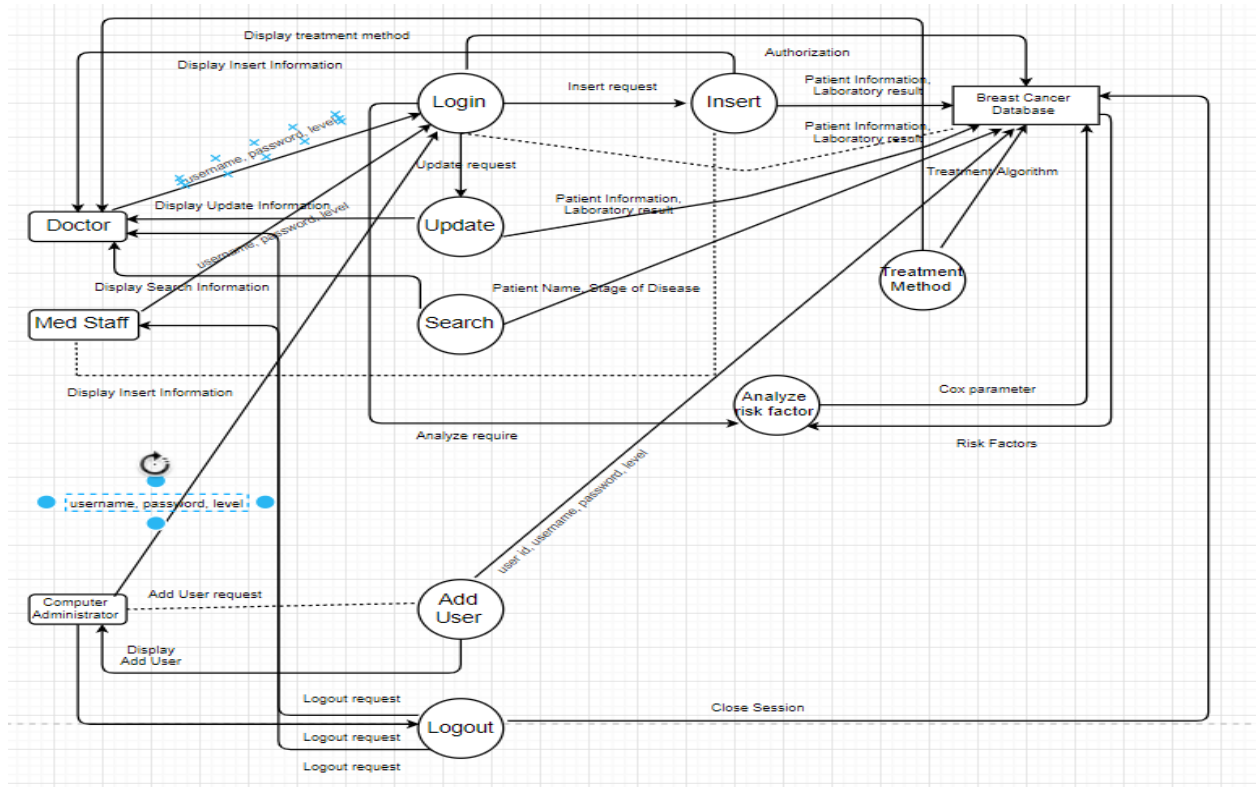 Display treatment method
Authorization
Display Insert Information
Patient Information,
Laboratory result
Insert request
Login
Insert
Breast Cancer
Database
username, password, level
Patient Information,
Laboratory result
Update request
Treatment Algorithm
Patient Information,
Laboratory result
Display Update Information
Doctor
Update
username, password, level
Treatment
Method
Display Search Information
Patient Name, Stage of Disease
Med Staff
Search
Display Insert Information
Cox parameter
Analyze
risk factor
Analyze require
Risk Factors
username, password, level
user id, username, password, level
Add User request
Computer
Administrator
Add
User
Display
Add User
Logout request
Close Session
Logout
Logout request
Logout request